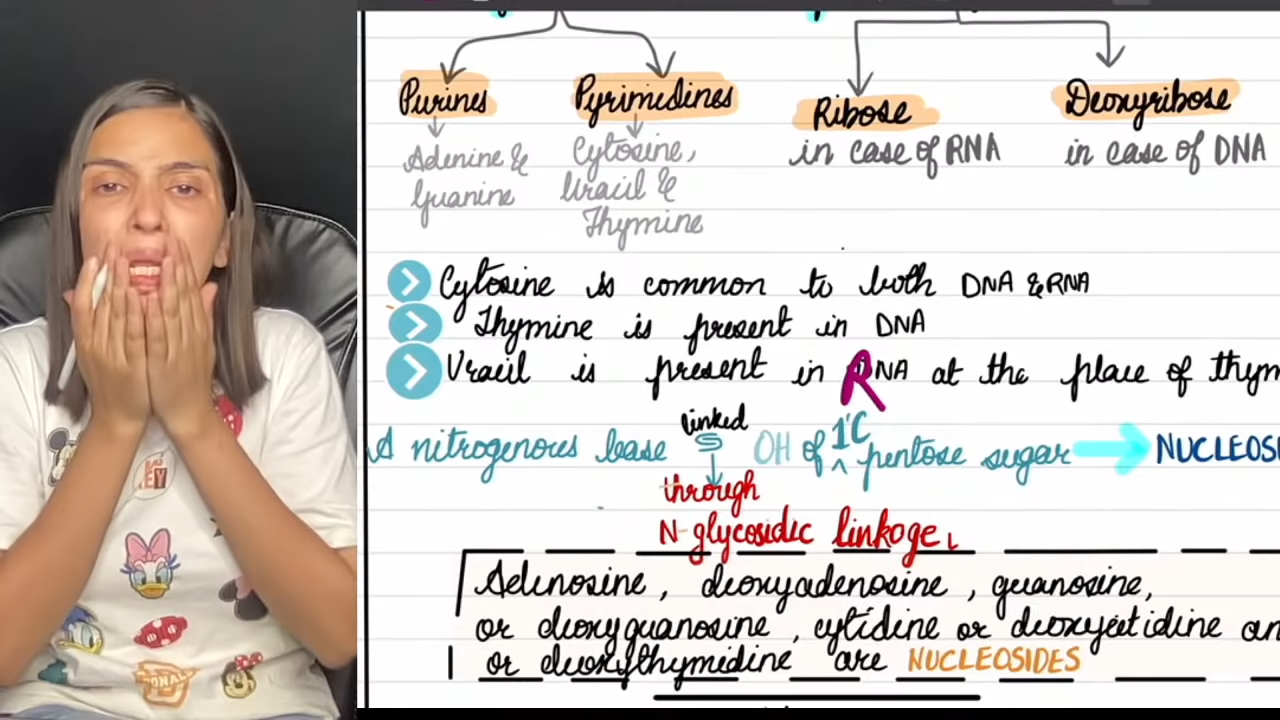 Purines
Pyrimidines
Ribose
Deoxyribose
Adenine &
Guanine
Cytosine,
Uracil &
Thymine
in case of RNA
in case of DNA
Cytosine is common to both DNA & RNA
Thymine is present in DNA
Uracil is present in RNA at the place of thym
linked
A nitrogenous base OH of 1'C pentose sugar NUCLEOSI
through
N-glycosidic linkage
Adenosine, deoxyadenosine, guanosine,
or deoxyguanosine, cytidine or deoxycitidine an
or deoxythymidine are NUCLEOSIDES